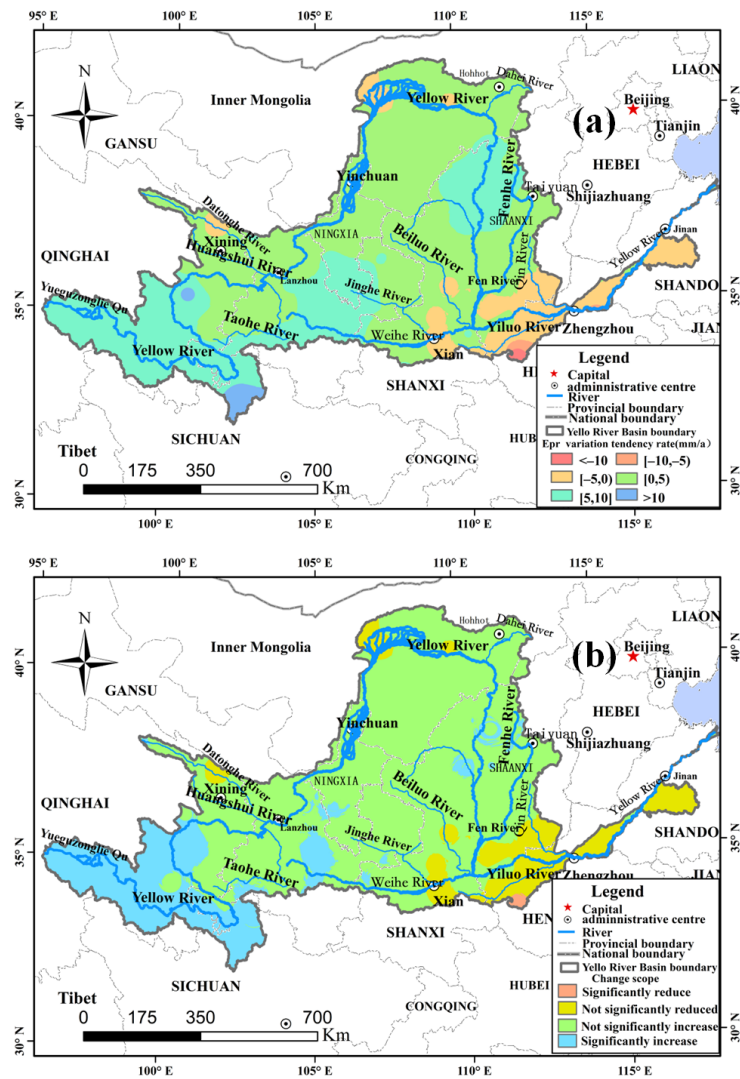 95° E 100° E 105° E 110° E 115° E
Hohhot Dahei River
LIAON
N
Inner Mongolia
Yellow River
Beijing
(a)
40° N
40° N
GANSU
Tianjin
HEBEI
Yinchuan
Fenhe River
Taiyuan
Shijiazhuang
Datonghe River
NINGXIA
SHAANXI
Xining
Beiluo River
Qin River
Jinan
QINGHAI
Huangshui River
Yellow River
Lanzhou
Fen River
SHANDO
35° N
35° N
Yueguzonglie Qu
Jinghe River
Taohe River
Weihe River
Yiluo River
Zhengzhou
JIAN
Yellow River
Xian
SHANXI
HE
SICHUAN
HUB
Tibet
CONGQING
0 175 350 700
Km
30° N
30° N
Legend
Capital
adminnistrative centre
River
Provincial boundary
National boundary
Yello River Basin boundary
Epr variation tendency rate(mm/a)
<-10 [-10,-5)
[-5,0) [0,5)
[5,10] >10
100° E 105° E 110° E 115° E
95° E 100° E 105° E 110° E 115° E
Hohhot Dahei River
LIAON
N
Inner Mongolia
Yellow River
Beijing
(b)
40° N
40° N
GANSU
Tianjin
HEBEI
Yinchuan
Fenhe River
Taiyuan
Shijiazhuang
Datonghe River
NINGXIA
SHAANXI
Xining
Beiluo River
Qin River
Jinan
QINGHAI
Huangshui River
Yellow River
Lanzhou
Fen River
SHANDO
35° N
35° N
Yueguzonglie Qu
Jinghe River
Taohe River
Weihe River
Yiluo River
Zhengzhou
JIAN
Yellow River
Xian
SHANXI
HEN
SICHUAN
HUBEI
Tibet
CONGQING
0 175 350 700
Km
30° N
30° N
Legend
Capital
adminnistrative centre
River
Provincial boundary
National boundary
Yello River Basin boundary
Change scope
Significantly reduce
Not significantly reduced
Not significantly increase
Significantly increase
100° E 105° E 110° E 115° E